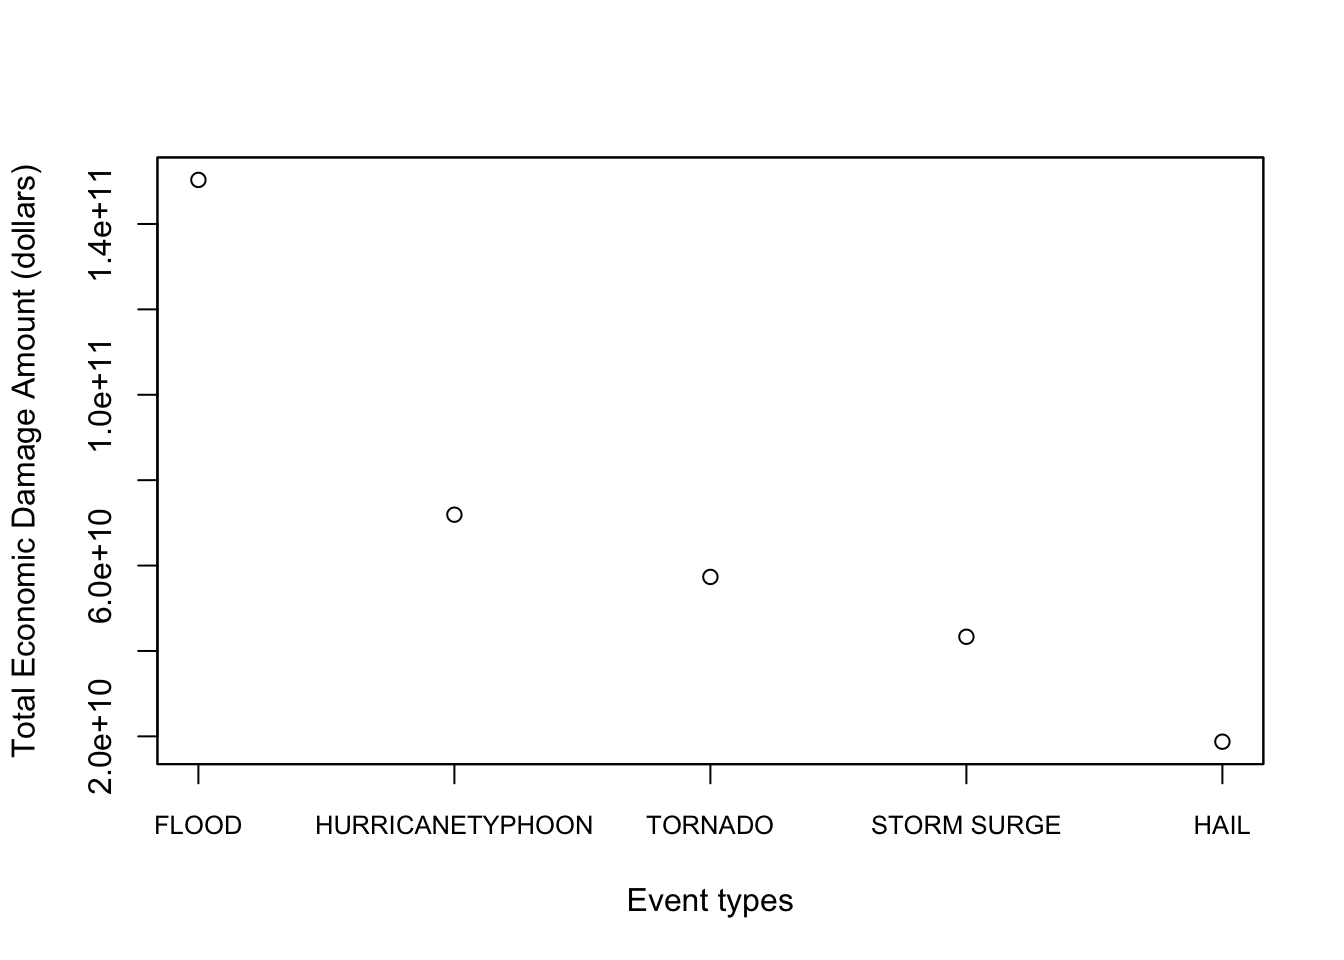 Total Economic Damage Amount (dollars)
1.4e+11
1.0e+11
6.0e+10
2.0e+10
FLOOD
HURRICANETYPHOON
TORNADO
STORM SURGE
HAIL
Event types